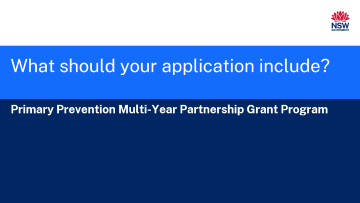 NSW
What should your application include?
Primary Prevention Multi-Year Partnership Grant Program